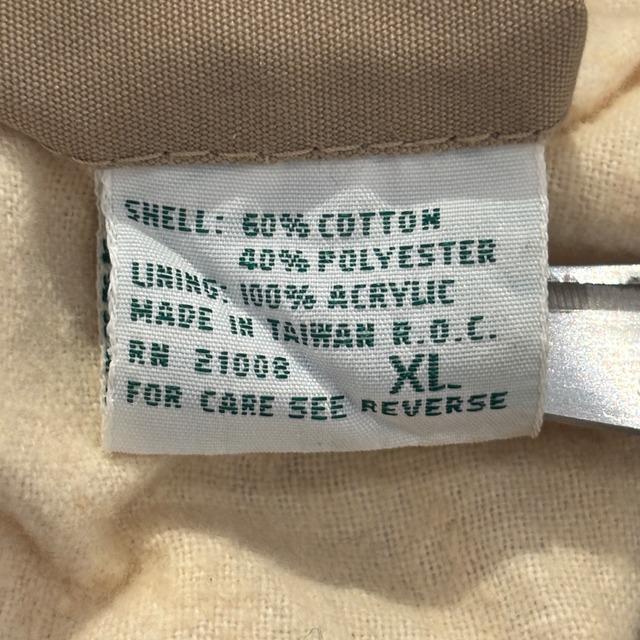 SHELL: 60% COTTON
40% POLYESTER
LINING: 100% ACRYLIC
MADE IN TAIWAN R.O.C.
RN 21008 XL
FOR CARE SEE REVERSE